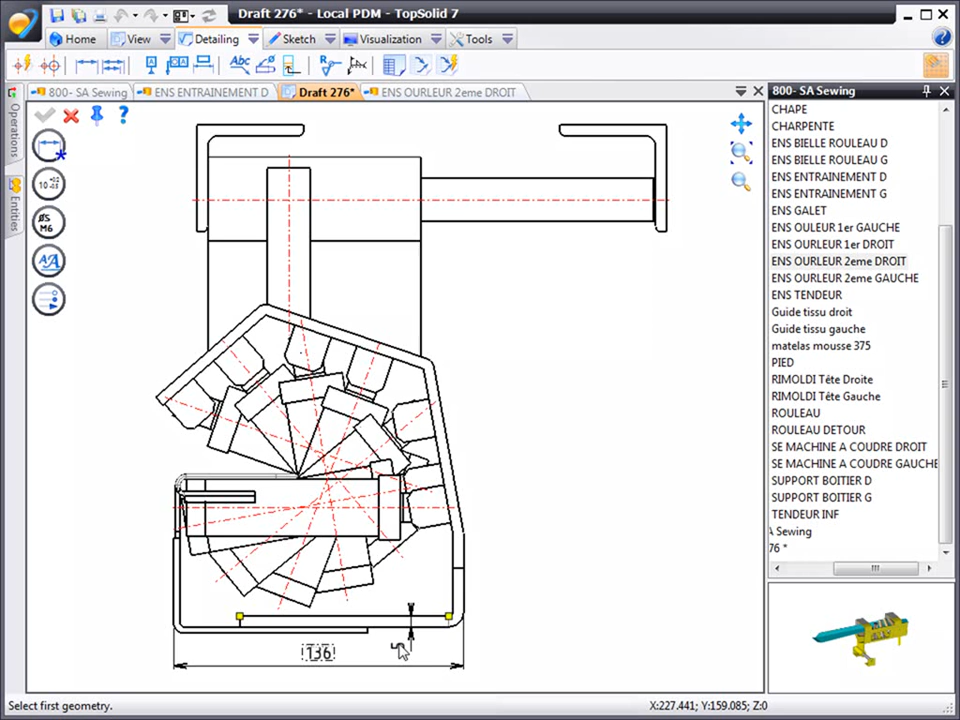 Draft 276* - Local PDM - TopSolid 7
Home View Detailing Sketch Visualization Tools
Abc
800- SA Sewing ENS ENTRAINEMENT D Draft 276* ENS OURLEUR 2eme DROIT
800- SA Sewing
Operations
Entities
M6
AA
136
CHAPE
CHARPENTE
ENS BIELLE ROULEAU D
ENS BIELLE ROULEAU G
ENS ENTRAINEMENT D
ENS ENTRAINEMENT G
ENS GALET
ENS OULEUR 1er GAUCHE
ENS OURLEUR 1er DROIT
ENS OURLEUR 2eme DROIT
ENS OURLEUR 2eme GAUCHE
ENS TENDEUR
Guide tissu droit
Guide tissu gauche
matelas mousse 375
PIED
RIMOLDI Tête Droite
RIMOLDI Tête Gauche
ROULEAU
ROULEAU DETOUR
SE MACHINE A COUDRE DROIT
SE MACHINE A COUDRE GAUCHE
SUPPORT BOITIER D
SUPPORT BOITIER G
TENDEUR INF
Sewing
76 *
Select first geometry.
X:227.441; Y:159.085; Z:0